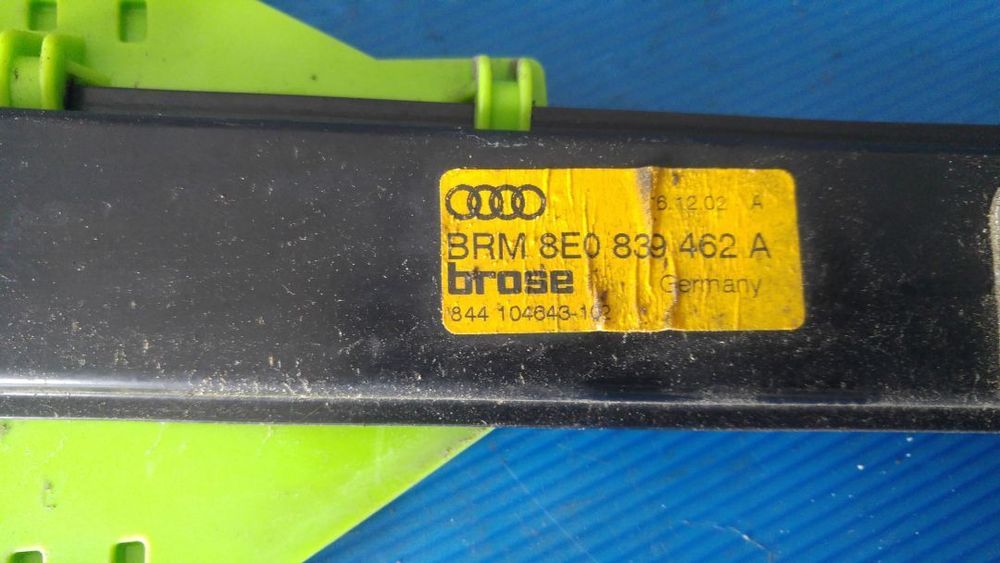 6.12.02 A
BRM 8E0 839 462 A
brose Germany
844 104643-102